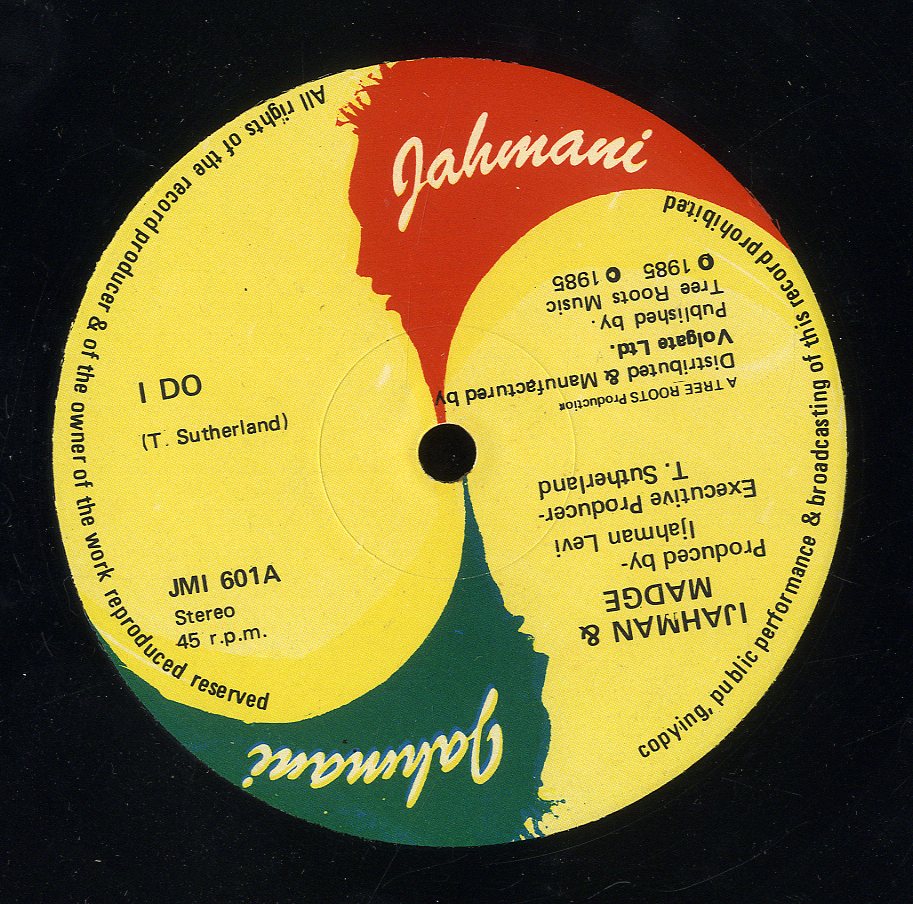 Jahmani
I DO
(T. Sutherland)
JMI 601A
Stereo
45 r.p.m.
IJAHMAN &
MADGE
Produced by-
Ijahman Levi
Executive Producer-
T. Sutherland
A TREE ROOTS Production
Distributed & Manufactured by
Volgate Ltd.
Published by.
Tree Roots Music
℗ 1985 © 1985
Jahmani
All rights of the record producer & of the owner of the work reproduced reserved
copying, public performance & broadcasting of this record prohibited